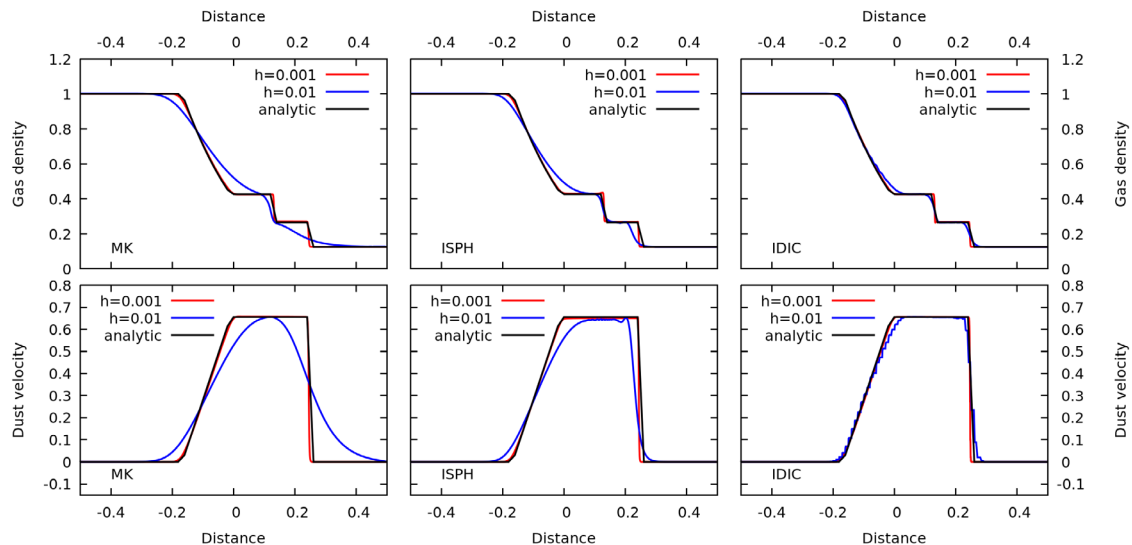 Distance Distance Distance
-0.4 -0.2 0 0.2 0.4 -0.4 -0.2 0 0.2 0.4 -0.4 -0.2 0 0.2 0.4
1.2 1.2
h=0.001 h=0.001 h=0.001
1 h=0.01 h=0.01 h=0.01 1
analytic analytic analytic
0.8 0.8
Gas density Gas density
0.6 0.6
0.4 0.4
0.2 0.2
MK ISPH IDIC
0 0
0.8 0.8
h=0.001 h=0.001 h=0.001
0.7 0.7
h=0.01 h=0.01 h=0.01
0.6 0.6
analytic analytic analytic
0.5 0.5
0.4 0.4
Dust velocity Dust velocity
0.3 0.3
0.2 0.2
0.1 0.1
0 0
MK ISPH IDIC
-0.1 -0.1
-0.4 -0.2 0 0.2 0.4 -0.4 -0.2 0 0.2 0.4 -0.4 -0.2 0 0.2 0.4
Distance Distance Distance